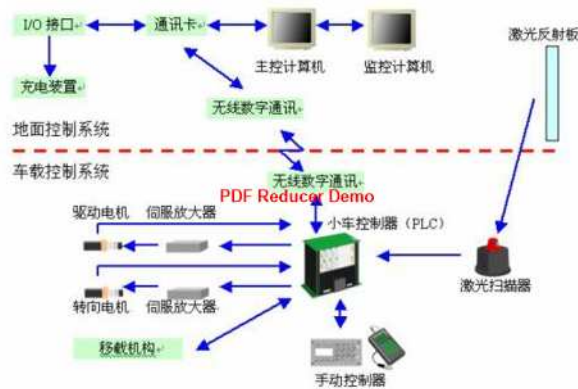 I/O 接口
通讯卡
主控计算机
监控计算机
激光反射板
充电装置
无线数字通讯
地面控制系统
车载控制系统
无线数字通讯
PDF Reducer Demo
驱动电机
伺服放大器
小车控制器（PLC）
激光扫描器
转向电机
伺服放大器
移载机构
手动控制器